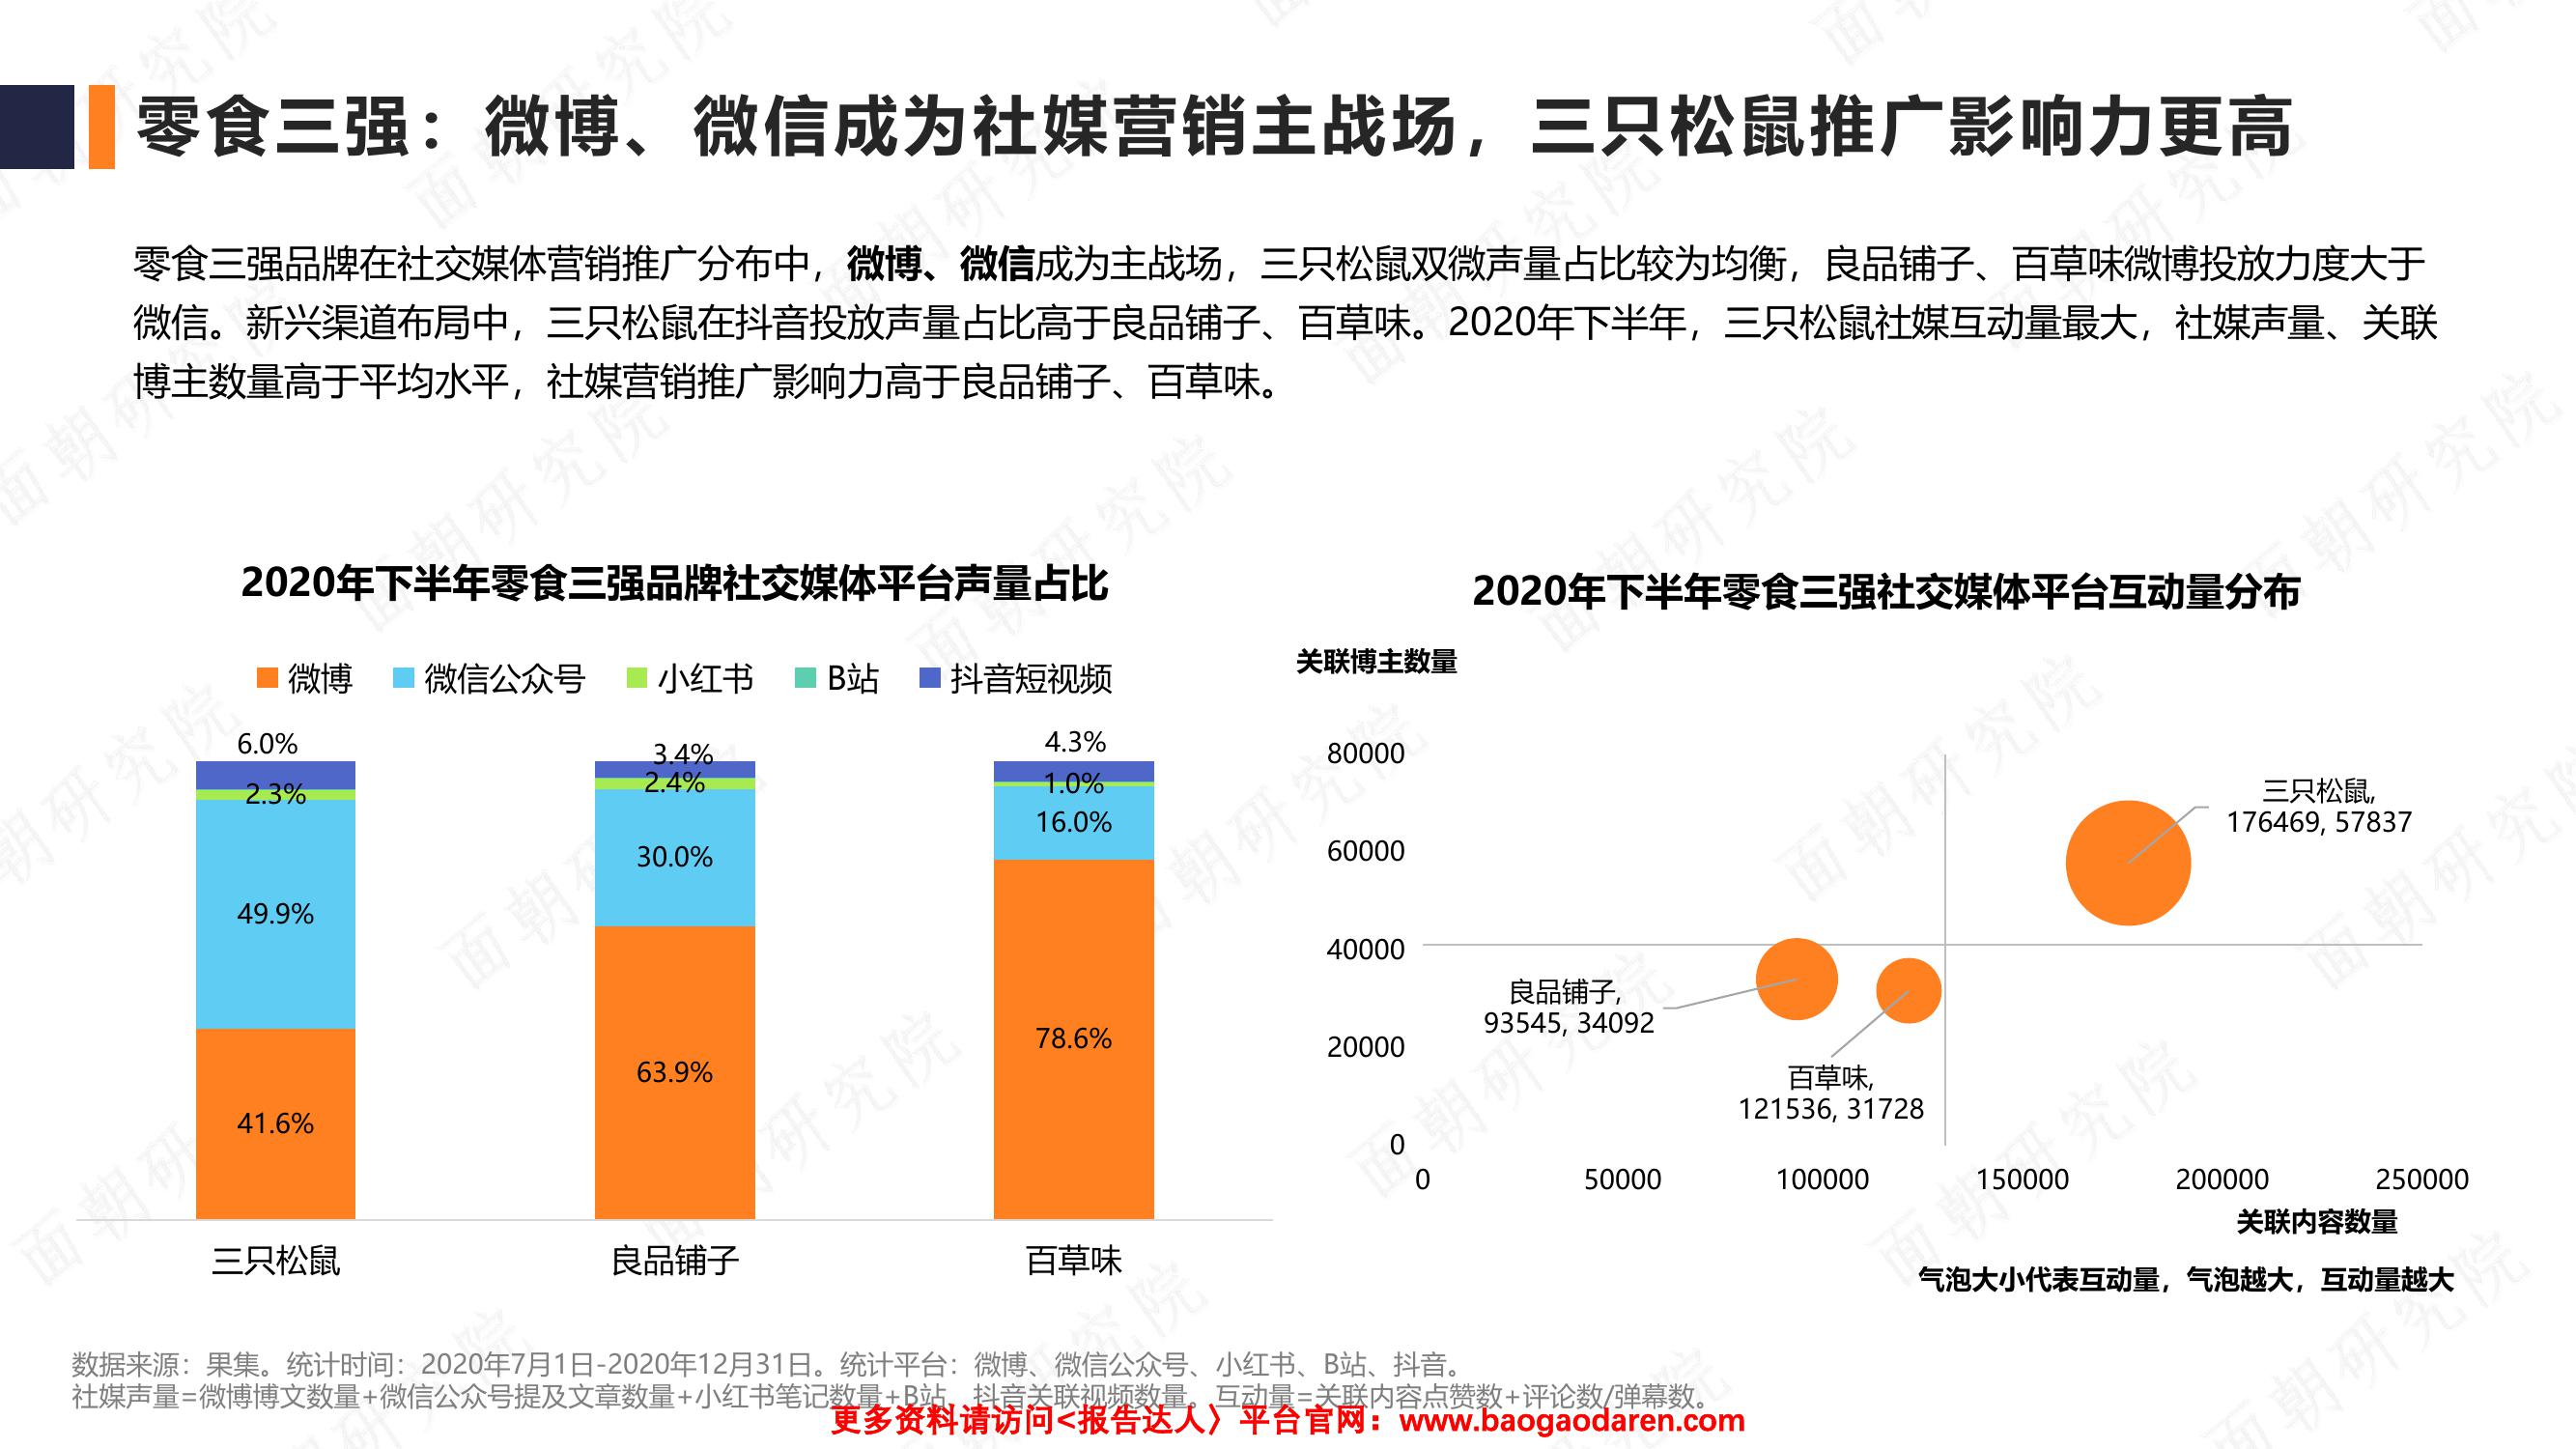 零食三强：微博、微信成为社媒营销主战场，三只松鼠推广影响力更高
零食三强品牌在社交媒体营销推广分布中，微博、微信成为主战场，三只松鼠双微声量占比较为均衡，良品铺子、百草味微博投放力度大于
微信。新兴渠道布局中，三只松鼠在抖音投放声量占比高于良品铺子、百草味。2020年下半年，三只松鼠社媒互动量最大，社媒声量、关联
博主数量高于平均水平，社媒营销推广影响力高于良品铺子、百草味。
2020年下半年零食三强品牌社交媒体平台声量占比
微博 微信公众号 小红书 B站 抖音短视频
6.0%
2.3%
49.9%
41.6%
3.4%
2.4%
30.0%
63.9%
4.3%
1.0%
16.0%
78.6%
三只松鼠 良品铺子 百草味
2020年下半年零食三强社交媒体平台互动量分布
关联博主数量
80000
60000
40000
20000
0
三只松鼠,
176469, 57837
良品铺子,
93545, 34092
百草味,
121536, 31728
0 50000 100000 150000 200000 250000
关联内容数量
气泡大小代表互动量，气泡越大，互动量越大
数据来源：果集。统计时间：2020年7月1日-2020年12月31日。统计平台：微博、微信公众号、小红书、B站、抖音。
社媒声量=微博博文数量+微信公众号提及文章数量+小红书笔记数量+B站、抖音关联视频数量。互动量=关联内容点赞数+评论数/弹幕数。
更多资料请访问<报告达人〉平台官网：www.baogaodaren.com
面朝研究院